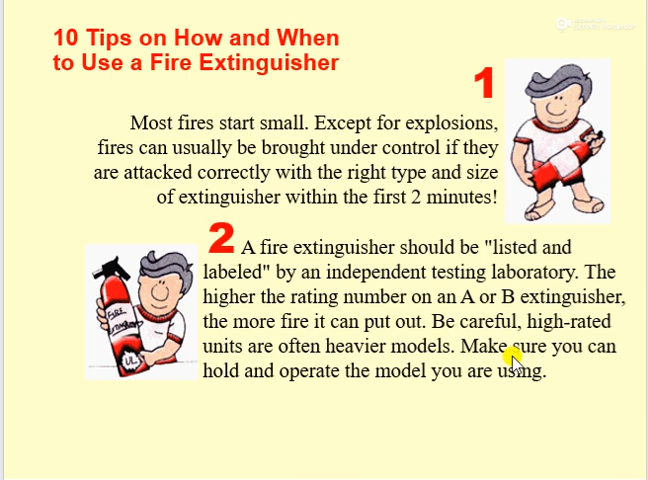 10 Tips on How and When
to Use a Fire Extinguisher
1
Most fires start small. Except for explosions,
fires can usually be brought under control if they
are attacked correctly with the right type and size
of extinguisher within the first 2 minutes!
2 A fire extinguisher should be "listed and
labeled" by an independent testing laboratory. The
higher the rating number on an A or B extinguisher,
the more fire it can put out. Be careful, high-rated
units are often heavier models. Make sure you can
hold and operate the model you are using.
FIRE
UL